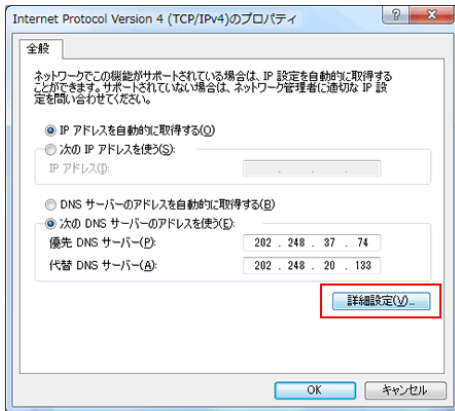 Internet Protocol Version 4 (TCP/IPv4)のプロパティ
全般
ネットワークでこの機能がサポートされている場合は、IP 設定を自動的に取得する
ことができます。サポートされていない場合は、ネットワーク管理者に適切な IP 設
定を問い合わせてください。
IP アドレスを自動的に取得する(O)
次の IP アドレスを使う(S):
IP アドレス(I):
DNS サーバーのアドレスを自動的に取得する(B)
次の DNS サーバーのアドレスを使う(E):
優先 DNS サーバー(P): 202 . 248 . 37 . 74
代替 DNS サーバー(A): 202 . 248 . 20 . 133
詳細設定(V)...
OK キャンセル